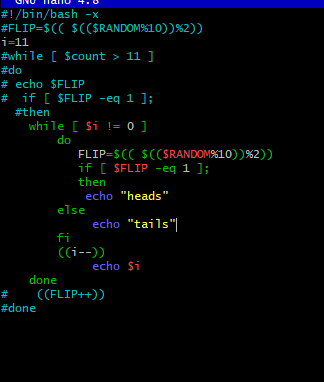 GNU nano 4.8
#!/bin/bash -x
#FLIP=$(( $(($RANDOM%10))%2))
i=11
#while [ $count > 11 ]
#do
# echo $FLIP
#  if [ $FLIP -eq 1 ];
  #then
    while [ $i != 0 ]
        do
           FLIP=$(( $(($RANDOM%10))%2))
           if [ $FLIP -eq 1 ];
           then
            echo "heads"
        else
             echo "tails"
        fi
        ((i--))
             echo $i
    done
#    ((FLIP++))
#done